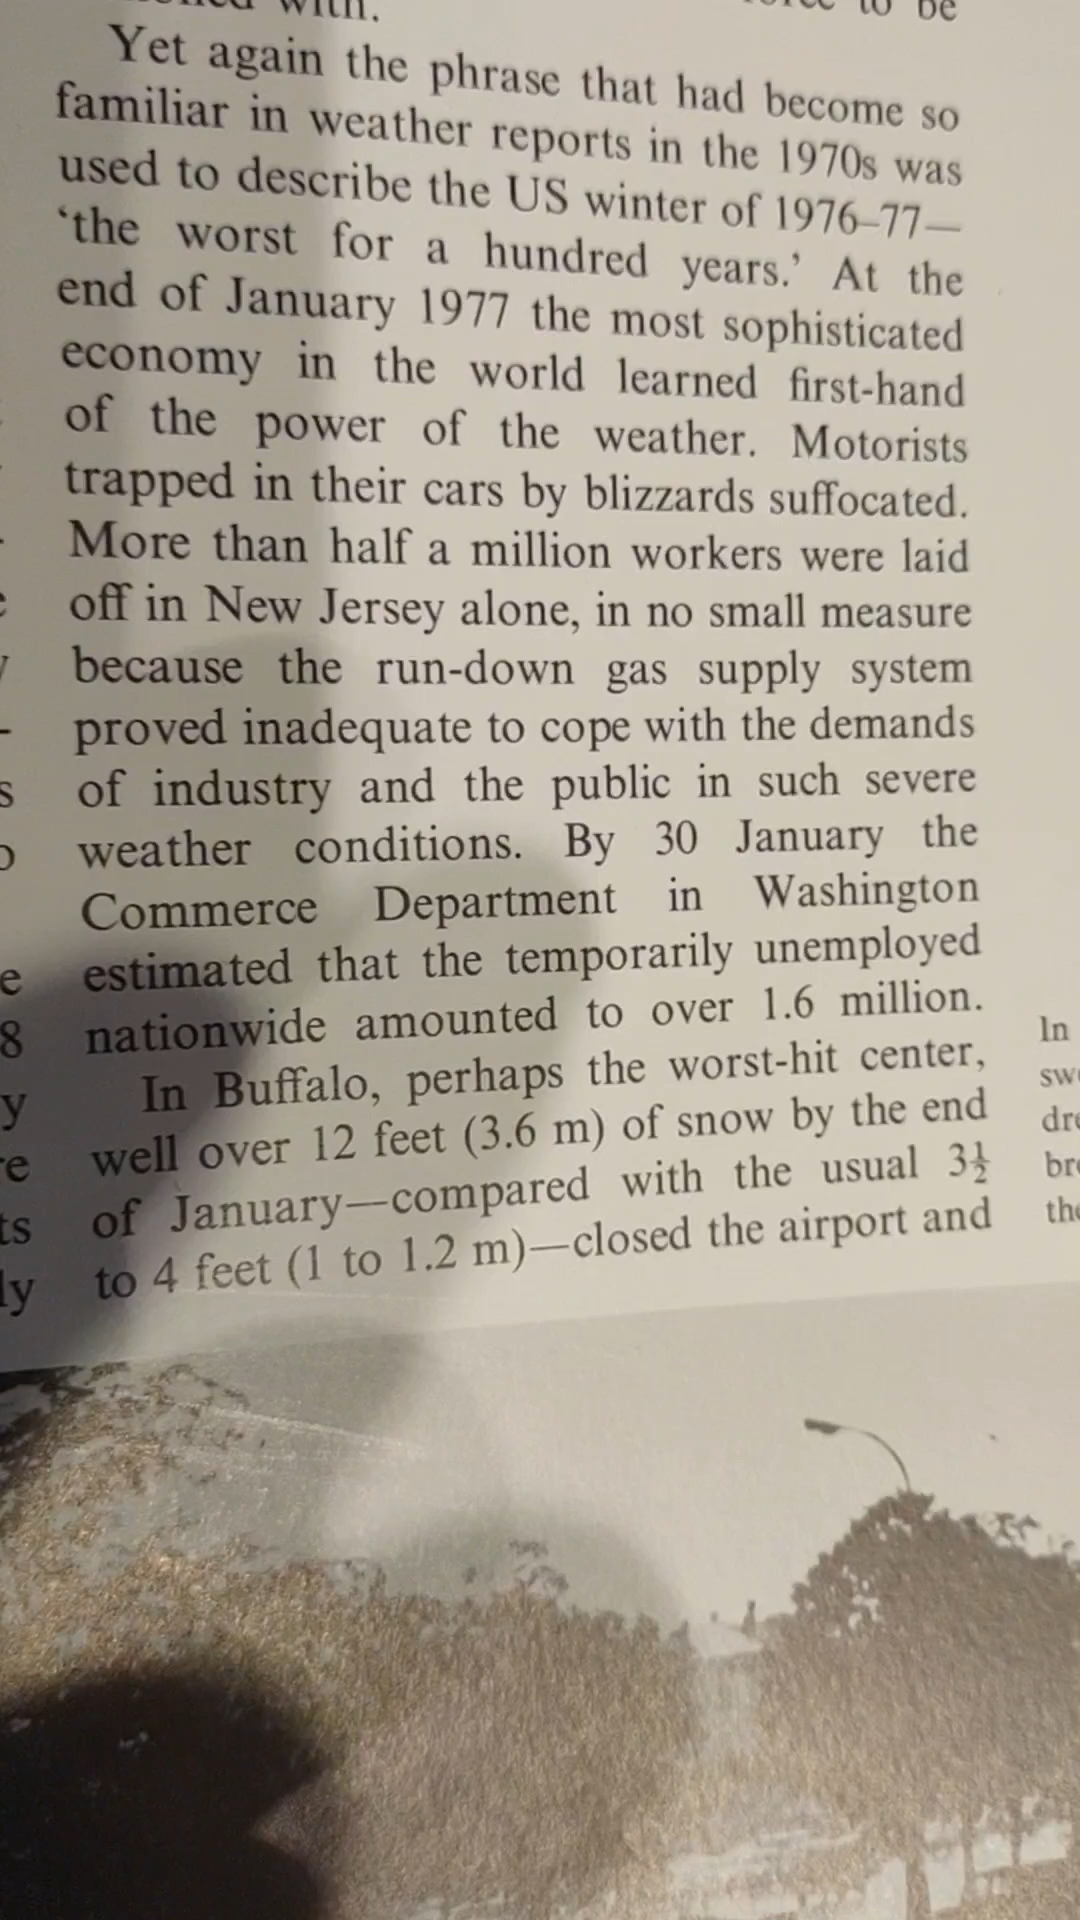 with.
to be
Yet again the phrase that had become so
familiar in weather reports in the 1970s was
used to describe the US winter of 1976–77—
‘the worst for a hundred years.’ At the
end of January 1977 the most sophisticated
economy in the world learned first-hand
of the power of the weather. Motorists
trapped in their cars by blizzards suffocated.
More than half a million workers were laid
off in New Jersey alone, in no small measure
because the run-down gas supply system
proved inadequate to cope with the demands
of industry and the public in such severe
weather conditions. By 30 January the
Commerce Department in Washington
estimated that the temporarily unemployed
nationwide amounted to over 1.6 million.
In Buffalo, perhaps the worst-hit center,
well over 12 feet (3.6 m) of snow by the end
of January—compared with the usual 3½
to 4 feet (1 to 1.2 m)—closed the airport and
In